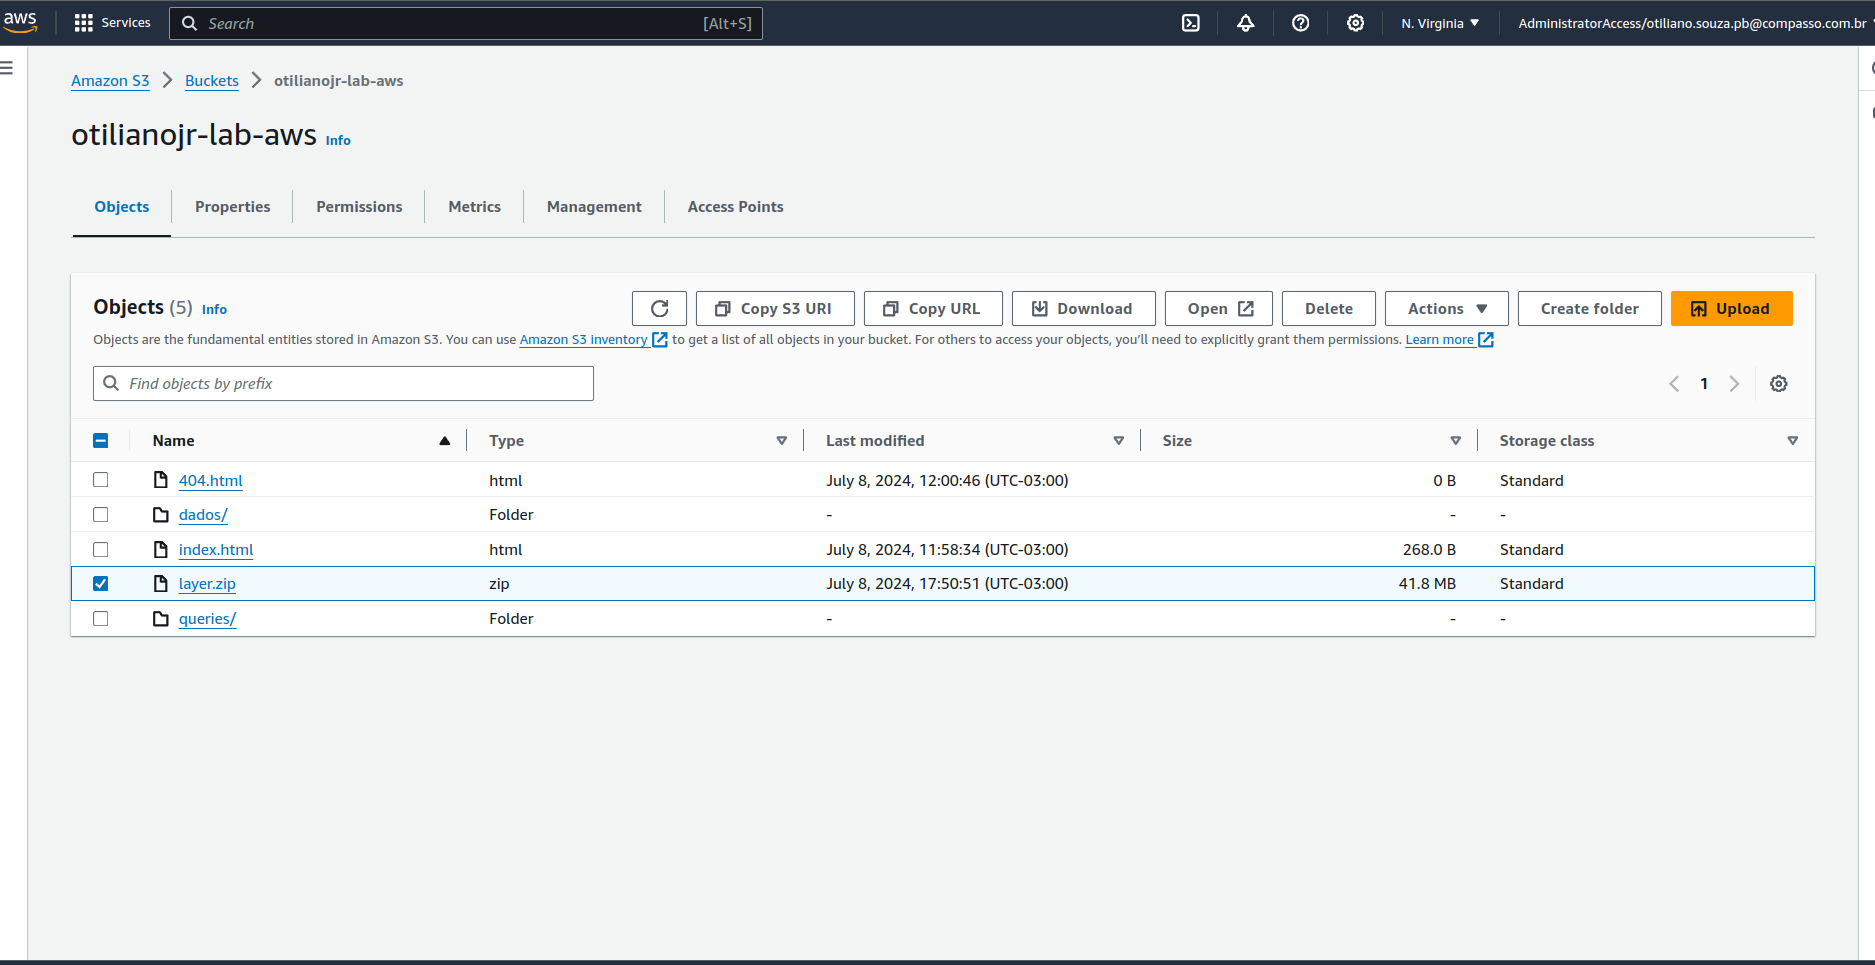 aws Services Search [Alt+S] N. Virginia AdministratorAccess/otiliano.souza.pb@compasso.com.br
Amazon S3 Buckets otilianojr-lab-aws
otilianojr-lab-aws Info
Objects Properties Permissions Metrics Management Access Points
Objects (5) Info Copy S3 URI Copy URL Download Open Delete Actions Create folder Upload
Objects are the fundamental entities stored in Amazon S3. You can use Amazon S3 inventory to get a list of all objects in your bucket. For others to access your objects, you'll need to explicitly grant them permissions. Learn more
Find objects by prefix 1
Name Type Last modified Size Storage class
404.html html July 8, 2024, 12:00:46 (UTC-03:00) 0 B Standard
dados/ Folder - - -
index.html html July 8, 2024, 11:58:34 (UTC-03:00) 268.0 B Standard
layer.zip zip July 8, 2024, 17:50:51 (UTC-03:00) 41.8 MB Standard
queries/ Folder - - -